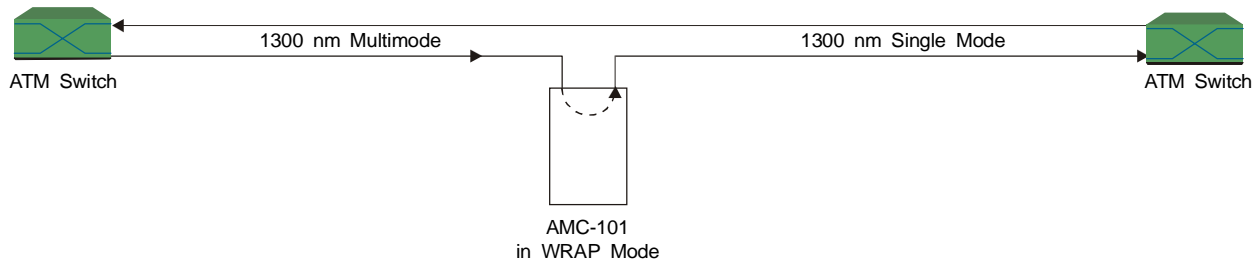 1300 nm Multimode
1300 nm Single Mode
ATM Switch
ATM Switch
AMC-101
in WRAP Mode